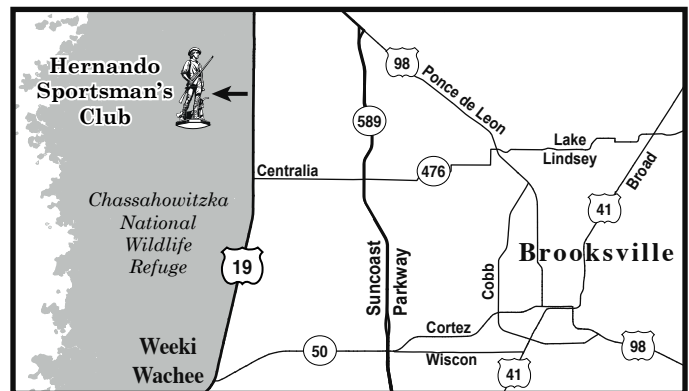 Hernando
Sportsman's
Club
98
Ponce de Leon
589
Lake
Lindsey
476
Centralia
Broad
41
Chassahowitzka
National
Wildlife
Refuge
Brooksville
19
Suncoast
Parkway
Cobb
Cortez
Weeki
Wachee
50
Wiscon
98
41